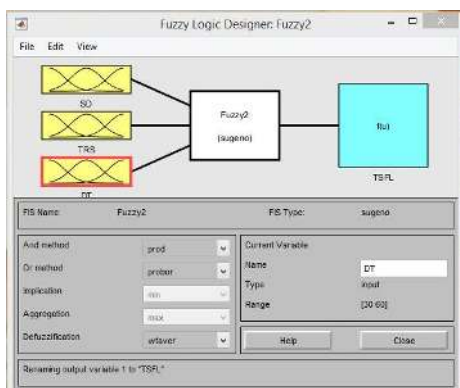 Fuzzy Logic Designer: Fuzzy2
File Edit View
SD
TRS
DT
Fuzzy2
(sugeno)
f(u)
TSFL
FIS Name: Fuzzy2 FIS Type: sugeno
And method prod
Or method probor
Implication min
Aggregation max
Defuzzification wtaver
Current Variable
Name DT
Type input
Range [30 60]
Help Close
Renaming output variable 1 to "TSFL"